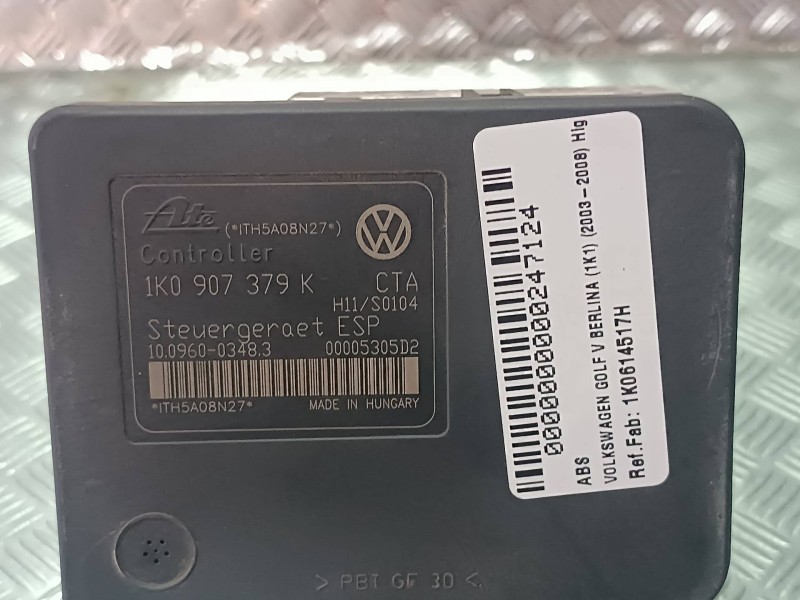 Ate (*ITH5A08N27*)
Controller
1K0 907 379 K CTA
H11/S0104
Steuergeraet ESP
10.0960-0348.3 00005305D2
*ITH5A08N27* MADE IN HUNGARY
> PBT GF 30 <
000000000000247124
ABS
VOLKSWAGEN GOLF V BERLINA (1K1) (2003-2008) Hig
Ref.Fab: 1K0614517H